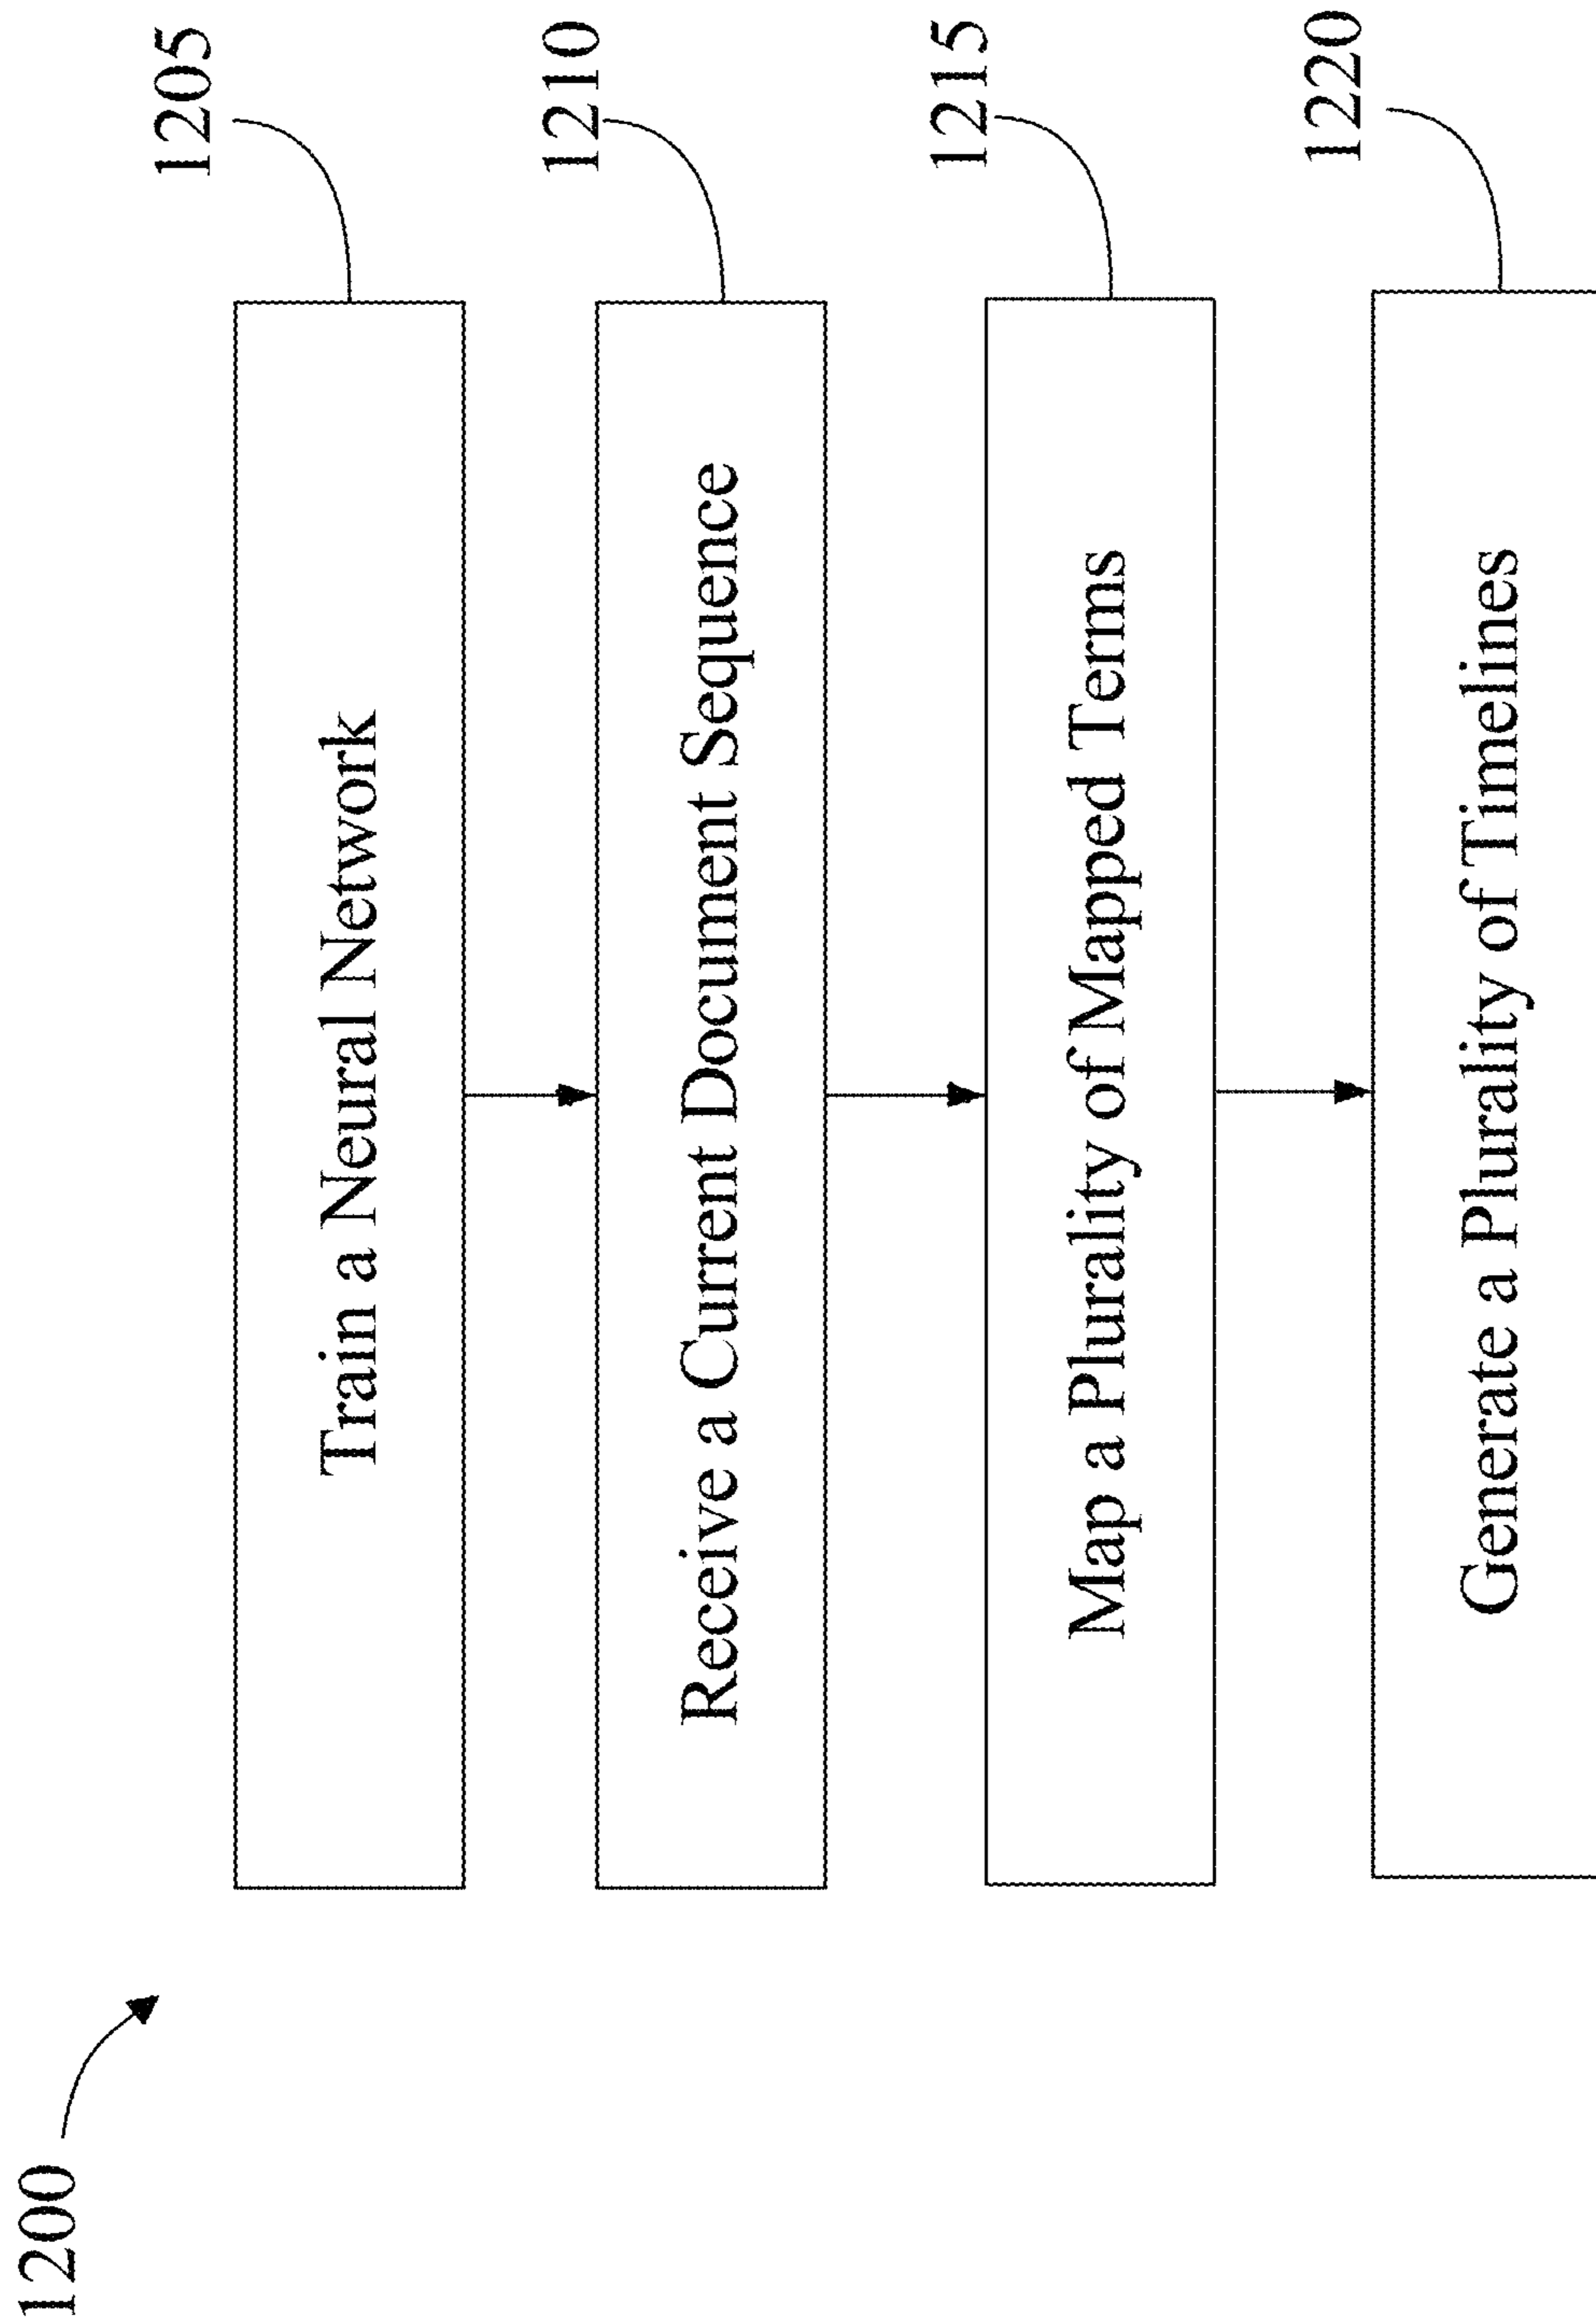 1200
Train a Neural Network
1205
Receive a Current Document Sequence
1210
Map a Plurality of Mapped Terms
1215
Generate a Plurality of Timelines
1220